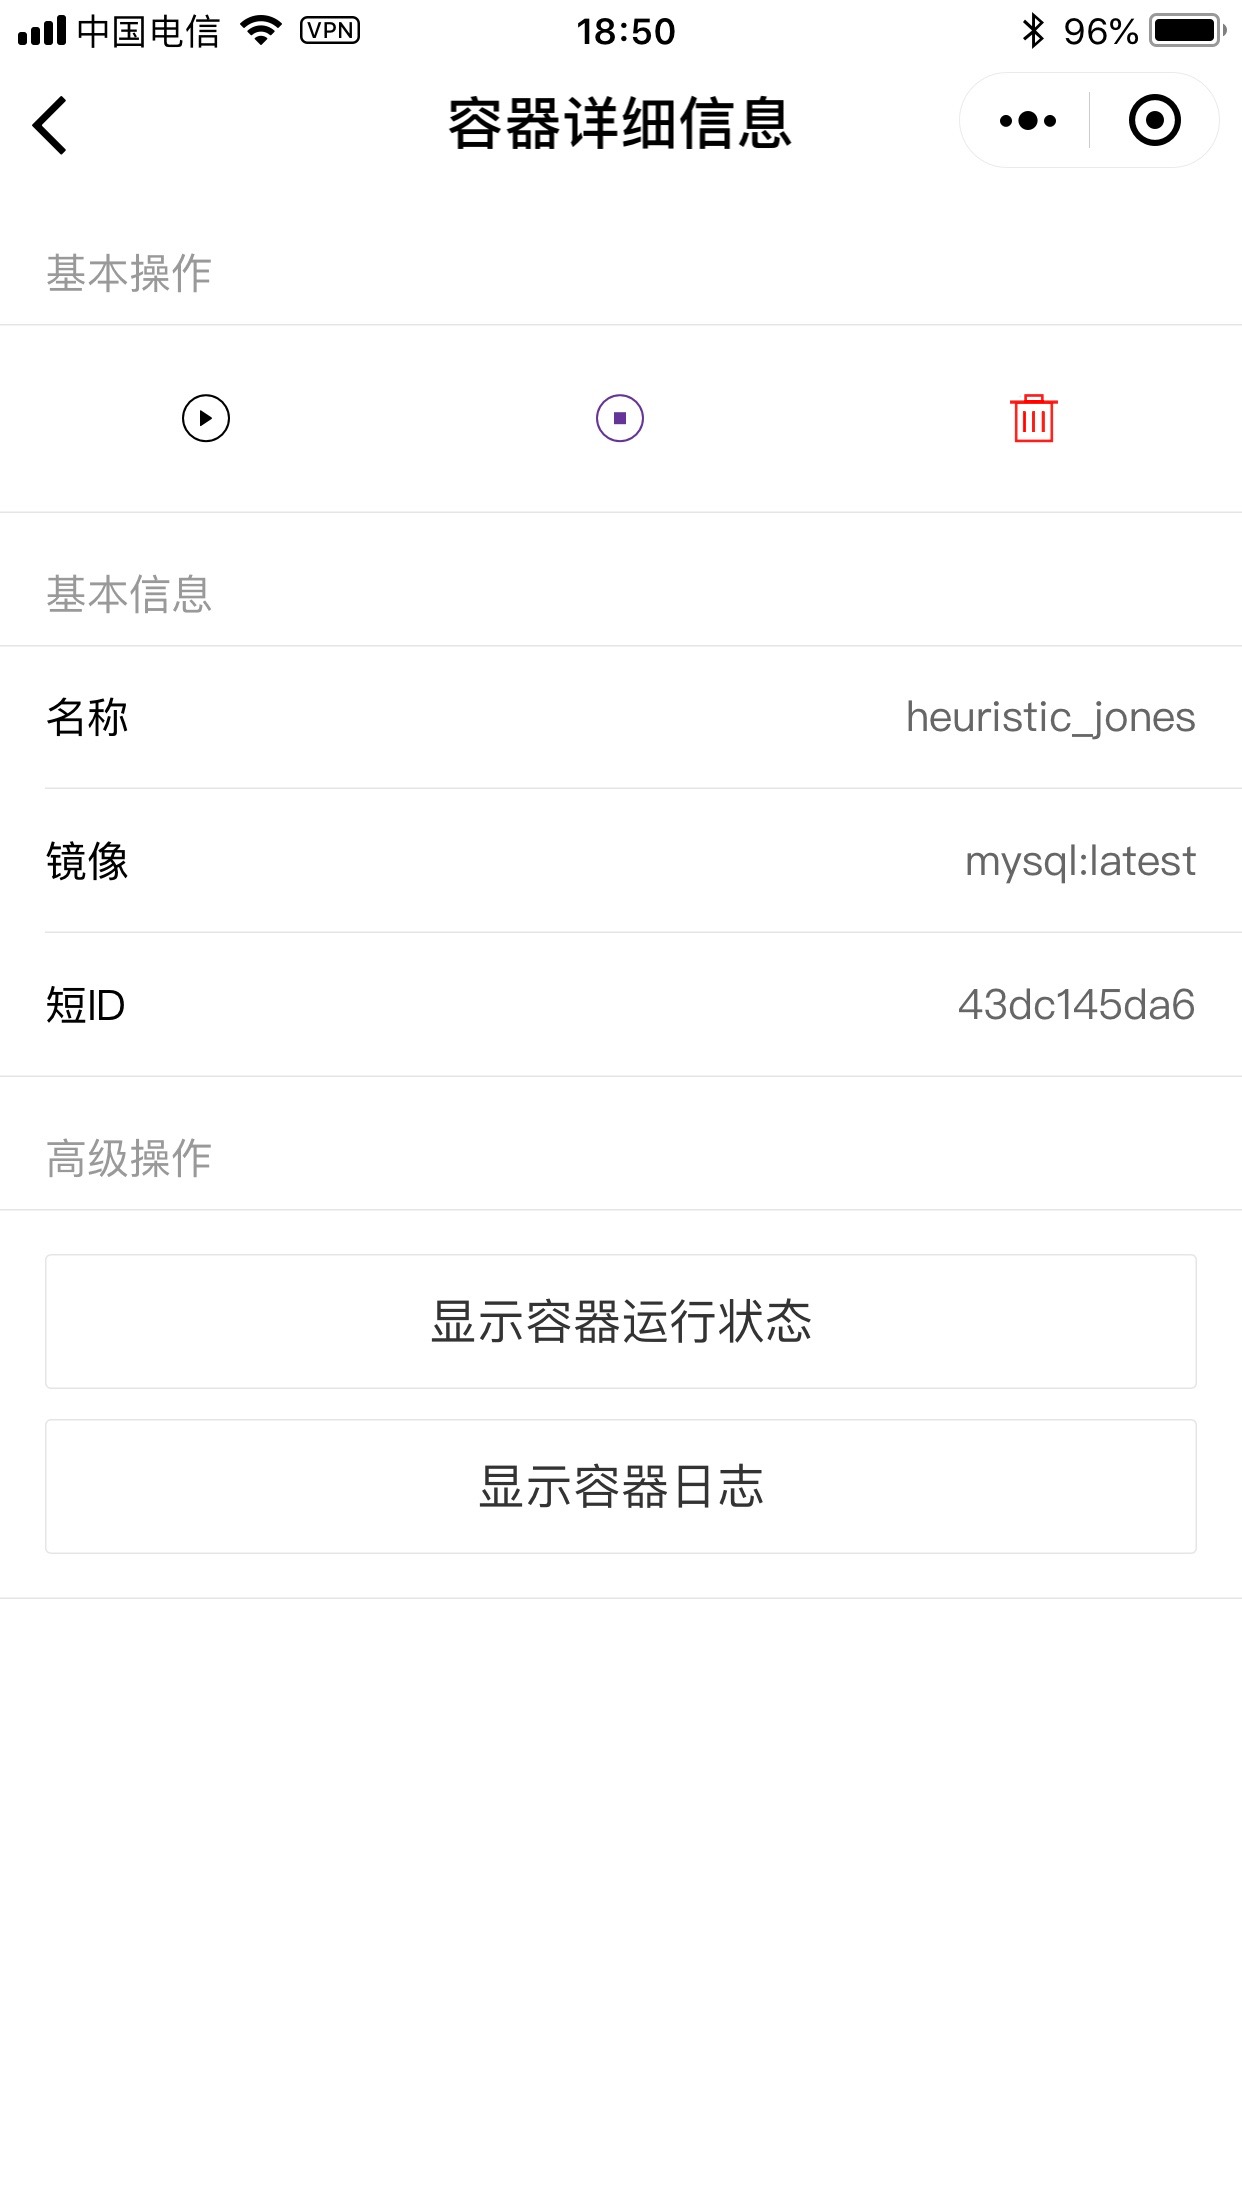 中国电信 VPN 18:50 96%
容器详细信息
基本操作
基本信息
名称 heuristic_jones
镜像 mysql:latest
短ID 43dc145da6
高级操作
显示容器运行状态
显示容器日志